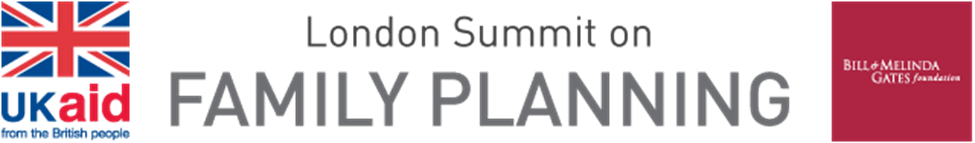 UKaid
from the British people
London Summit on
FAMILY PLANNING
BILL & MELINDA
GATES foundation